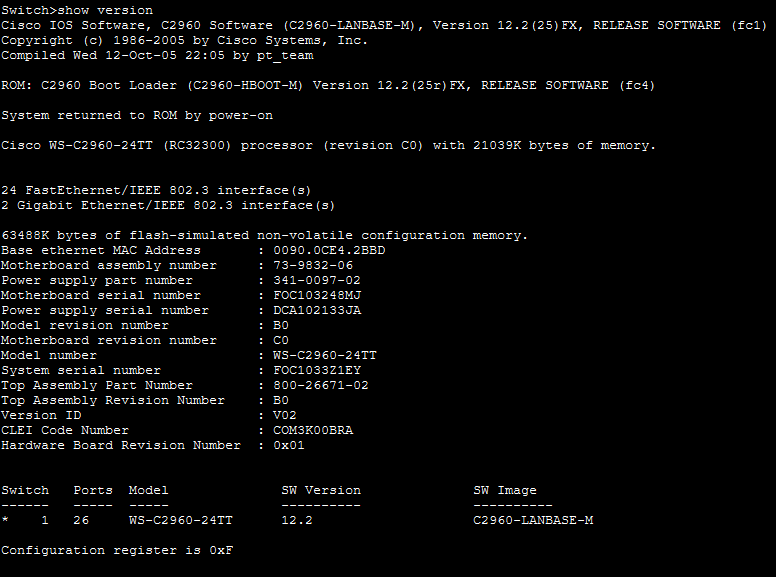 Switch>show version
Cisco IOS Software, C2960 Software (C2960-LANBASE-M), Version 12.2(25)FX, RELEASE SOFTWARE (fc1)
Copyright (c) 1986-2005 by Cisco Systems, Inc.
Compiled Wed 12-Oct-05 22:05 by pt_team
ROM: C2960 Boot Loader (C2960-HBOOT-M) Version 12.2(25r)FX, RELEASE SOFTWARE (fc4)
System returned to ROM by power-on
Cisco WS-C2960-24TT (RC32300) processor (revision C0) with 21039K bytes of memory.
24 FastEthernet/IEEE 802.3 interface(s)
2 Gigabit Ethernet/IEEE 802.3 interface(s)
63488K bytes of flash-simulated non-volatile configuration memory.
Base ethernet MAC Address       : 0090.0CE4.2BBD
Motherboard assembly number     : 73-9832-06
Power supply part number        : 341-0097-02
Motherboard serial number       : FOC103248MJ
Power supply serial number      : DCA102133JA
Model revision number           : B0
Motherboard revision number     : C0
Model number                    : WS-C2960-24TT
System serial number            : FOC1033Z1EY
Top Assembly Part Number        : 800-26671-02
Top Assembly Revision Number    : B0
Version ID                      : V02
CLEI Code Number                : COM3K00BRA
Hardware Board Revision Number  : 0x01
Switch   Ports  Model              SW Version              SW Image
------   -----  -----              ----------              ----------
*    1   26     WS-C2960-24TT      12.2                    C2960-LANBASE-M
Configuration register is 0xF